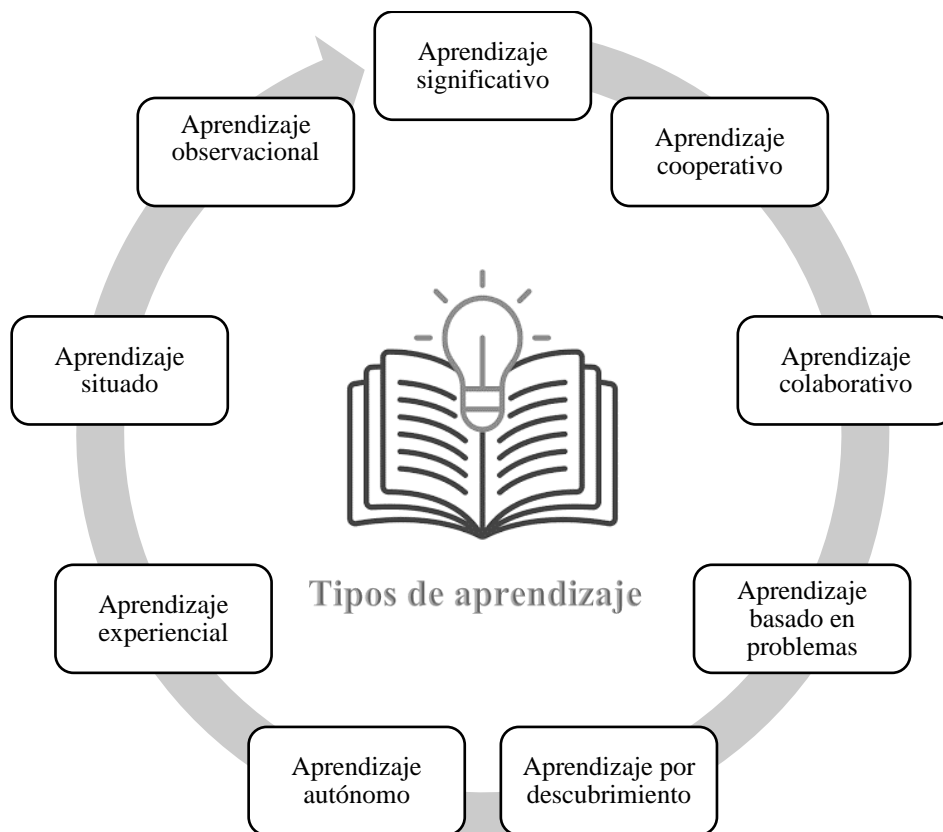 Aprendizaje
significativo
Aprendizaje
cooperativo
Aprendizaje
colaborativo
Aprendizaje
basado en
problemas
Aprendizaje por
descubrimiento
Aprendizaje
autónomo
Aprendizaje
experiencial
Aprendizaje
situado
Aprendizaje
observacional
Tipos de aprendizaje